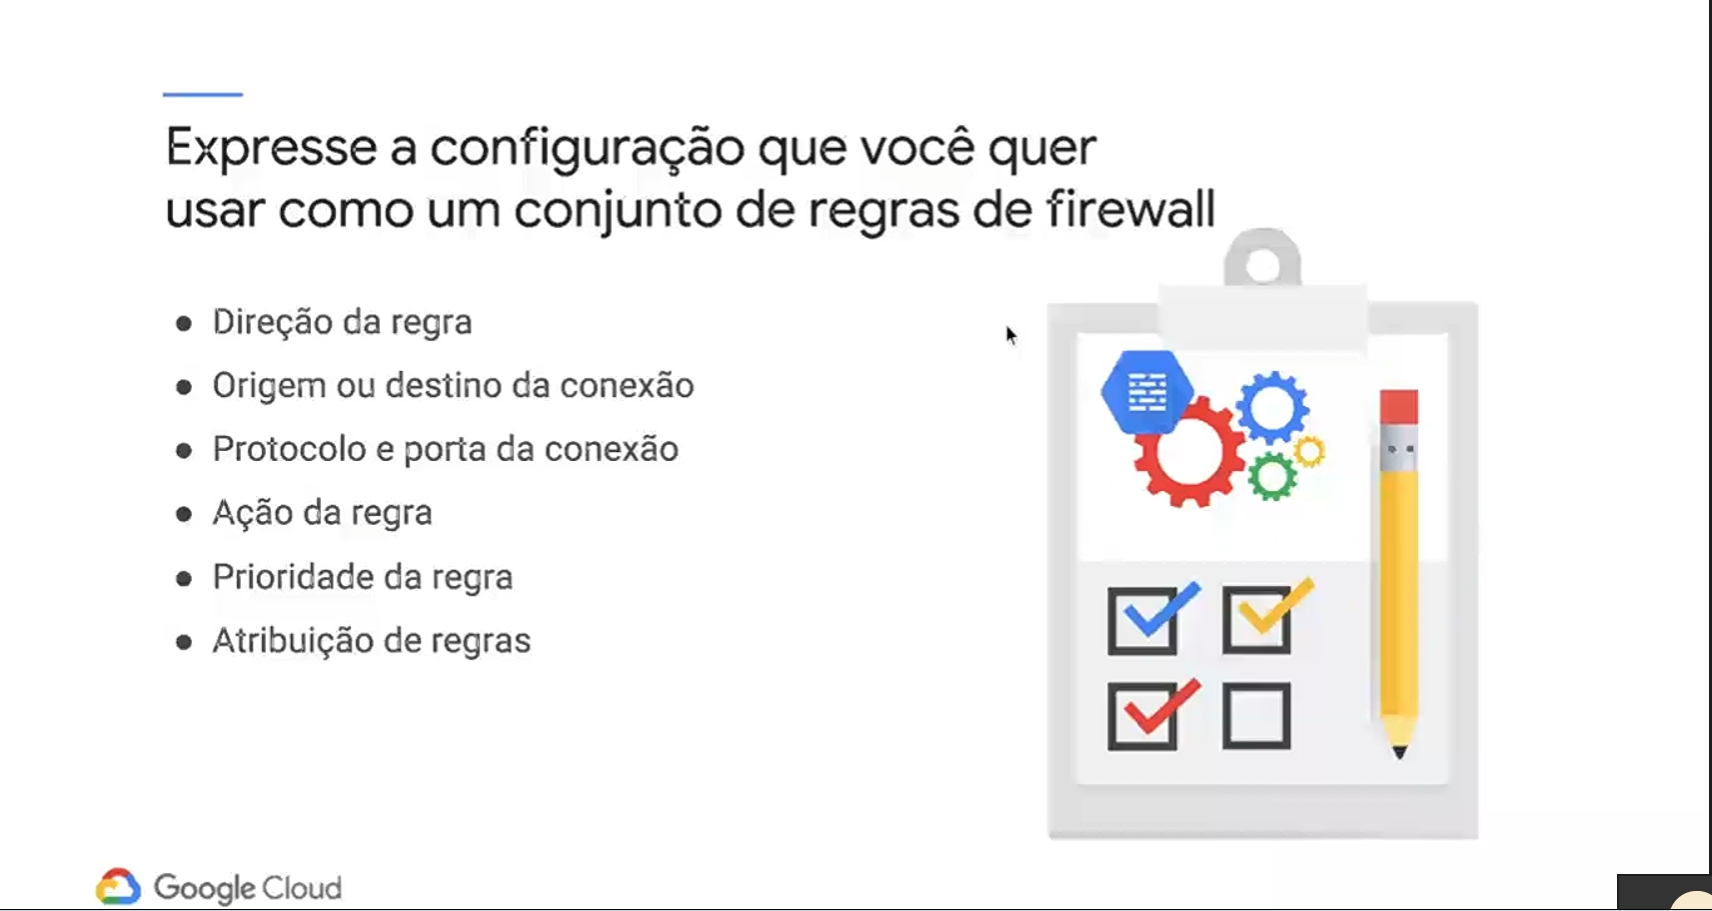 Expresse a configuração que você quer
usar como um conjunto de regras de firewall
● Direção da regra
● Origem ou destino da conexão
● Protocolo e porta da conexão
● Ação da regra
● Prioridade da regra
● Atribuição de regras
Google Cloud